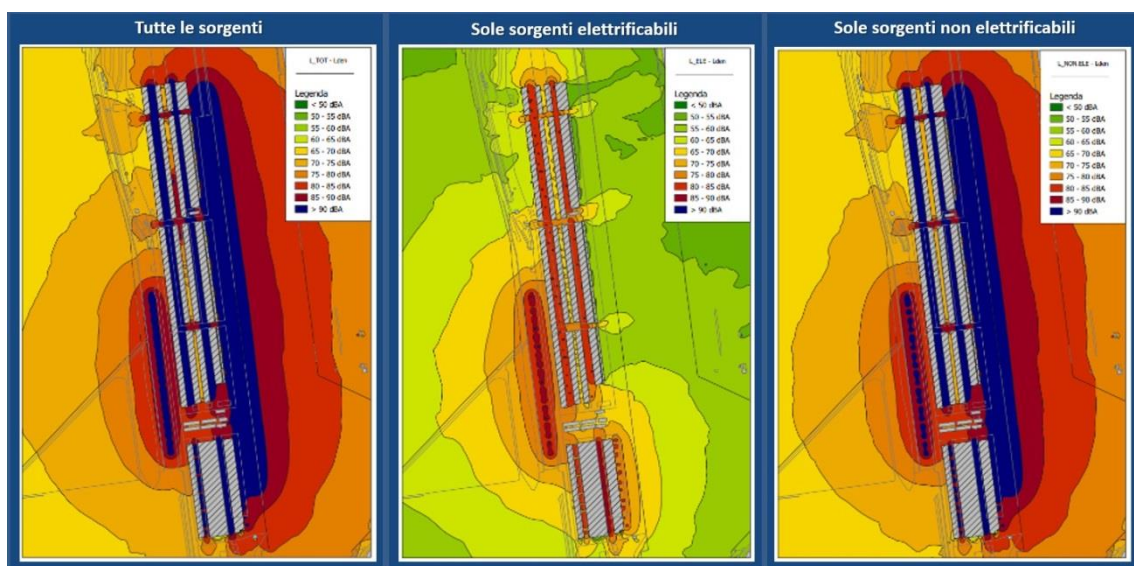 Tutte le sorgenti
L_TOT - Lden
Legenda
< 50 dBA
50 - 55 dBA
55 - 60 dBA
60 - 65 dBA
65 - 70 dBA
70 - 75 dBA
75 - 80 dBA
80 - 85 dBA
85 - 90 dBA
> 90 dBA
Sole sorgenti elettrificabili
L_ELE - Lden
Legenda
< 50 dBA
50 - 55 dBA
55 - 60 dBA
60 - 65 dBA
65 - 70 dBA
70 - 75 dBA
75 - 80 dBA
80 - 85 dBA
85 - 90 dBA
> 90 dBA
Sole sorgenti non elettrificabili
L_NON ELE - Lden
Legenda
< 50 dBA
50 - 55 dBA
55 - 60 dBA
60 - 65 dBA
65 - 70 dBA
70 - 75 dBA
75 - 80 dBA
80 - 85 dBA
85 - 90 dBA
> 90 dBA